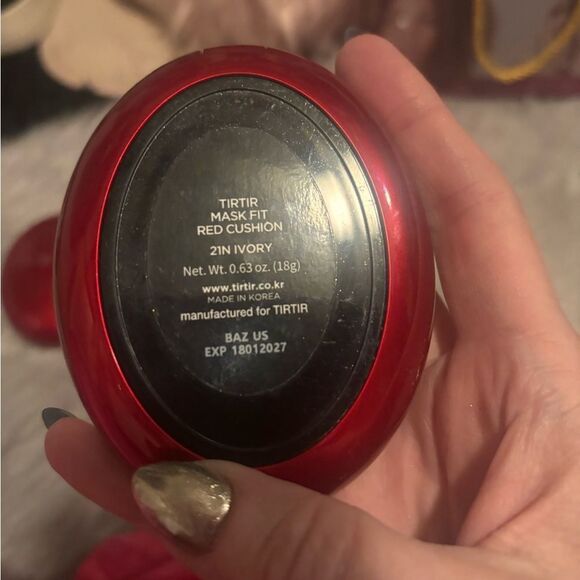 TIRTIR
MASK FIT
RED CUSHION
21N IVORY
Net. Wt. 0.63 oz. (18g)
www.tirtir.co.kr
MADE IN KOREA
manufactured for TIRTIR
BAZ US
EXP 18012027